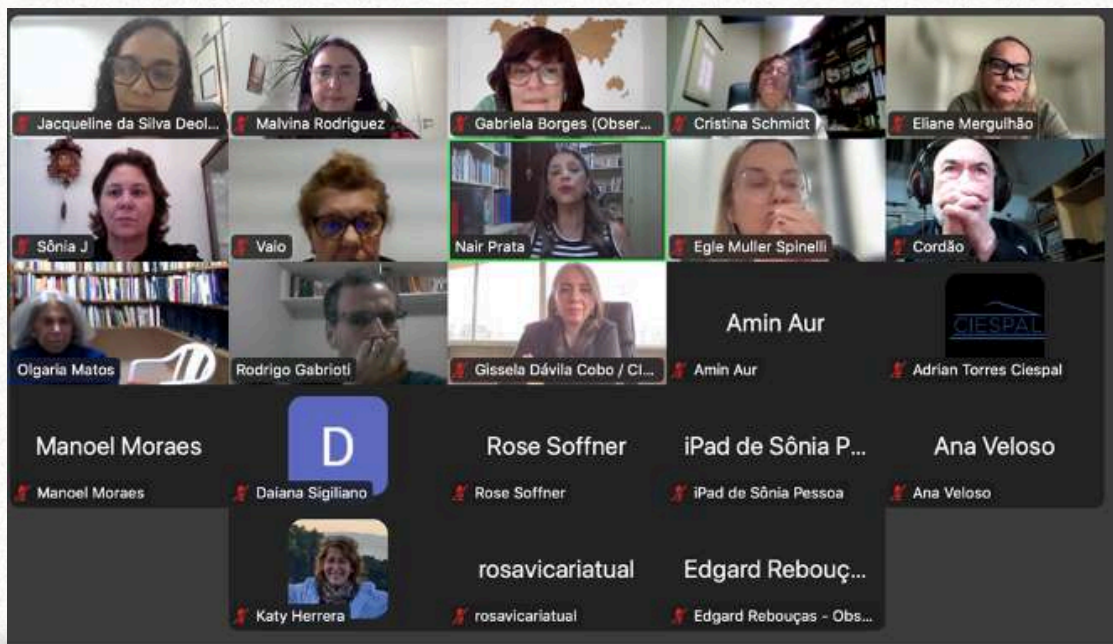 Jacqueline da Silva Deol...
Malvina Rodriguez
Gabriela Borges (Obser...
Cristina Schmidt
Eliane Mergulhão
Sônia J
Vaio
Nair Prata
Egle Muller Spinelli
Cordão
Olgaria Matos
Rodrigo Gabrioti
Gissela Dávila Cobo / CI...
Amin Aur
Amin Aur
CIESPAL
Adrian Torres Ciespal
Manoel Moraes
Manoel Moraes
D
Daiana Sigiliano
Rose Soffner
Rose Soffner
iPad de Sônia P...
iPad de Sônia Pessoa
Ana Veloso
Ana Veloso
Katy Herrera
rosavicariatual
rosavicariatual
Edgard Rebouç...
Edgard Rebouças - Obs...